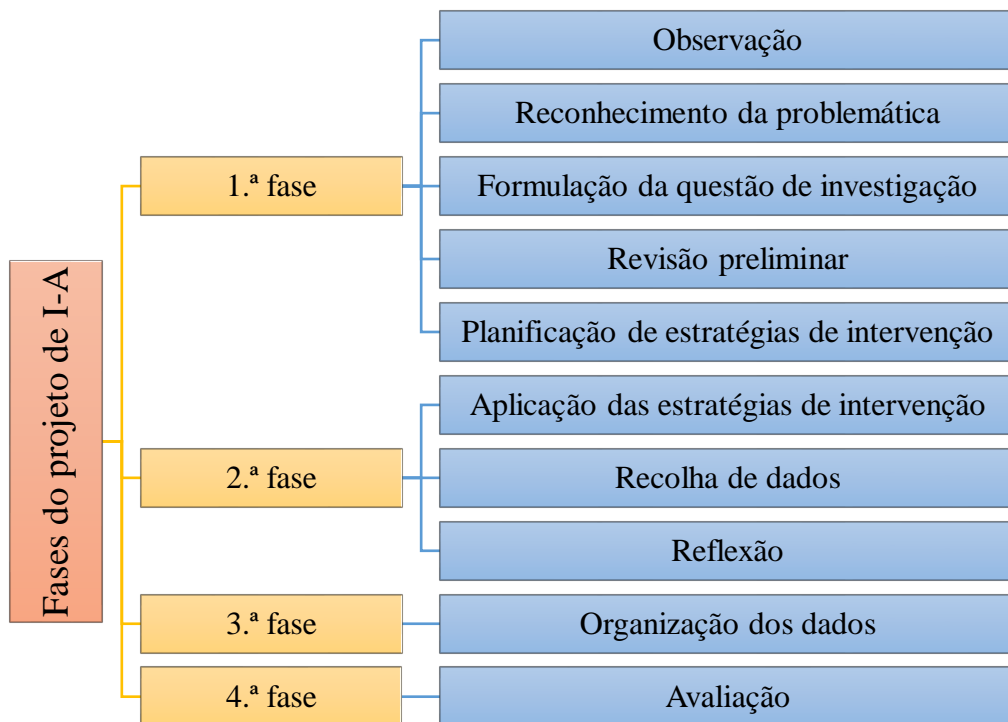 Fases do projeto de I-A
1.ª fase
Observação
Reconhecimento da problemática
Formulação da questão de investigação
Revisão preliminar
Planificação de estratégias de intervenção
2.ª fase
Aplicação das estratégias de intervenção
Recolha de dados
Reflexão
3.ª fase
Organização dos dados
4.ª fase
Avaliação